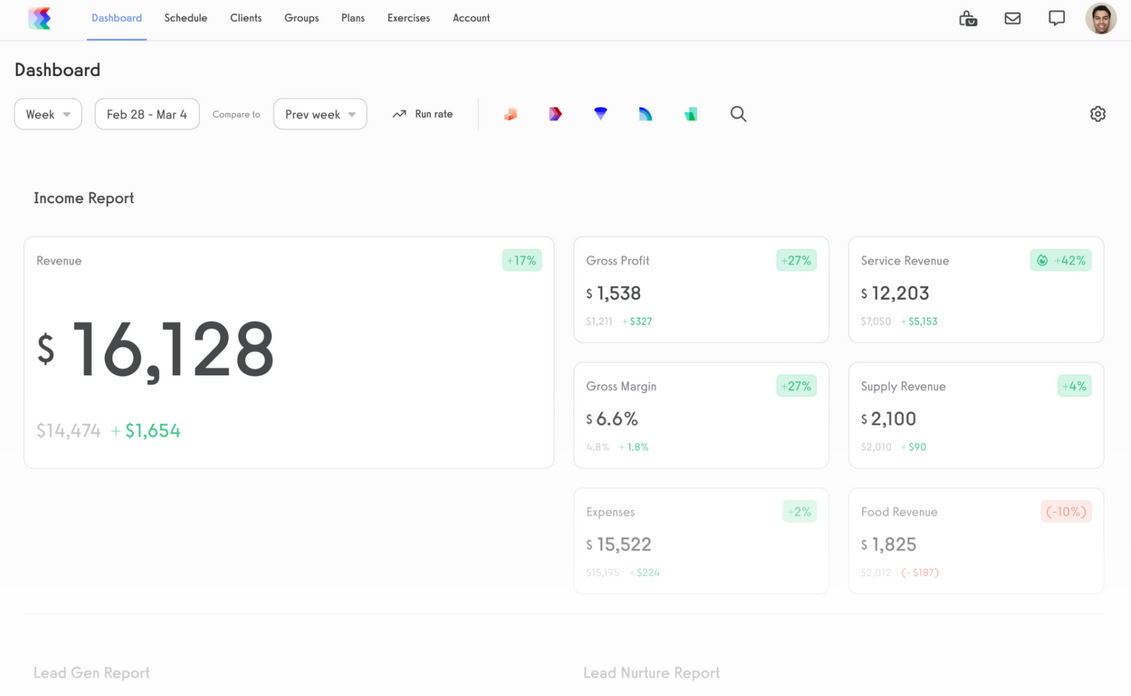 Dashboard Schedule Clients Groups Plans Exercises Account
Dashboard
Week Feb 28 - Mar 4 Compare to Prev week Run rate
Income Report
Revenue +17%
$ 16,128
$14,474 + $1,654
Gross Profit +27%
$ 1,538
$1,211 + $327
Service Revenue +42%
$ 12,203
$7,050 + $5,153
Gross Margin +27%
$ 6.6%
4.8% + 1.8%
Supply Revenue +4%
$ 2,100
$2,010 + $90
Expenses +2%
$ 15,522
$15,195 + $224
Food Revenue (-10%)
$ 1,825
$2,012 (- $187)
Lead Gen Report
Lead Nurture Report